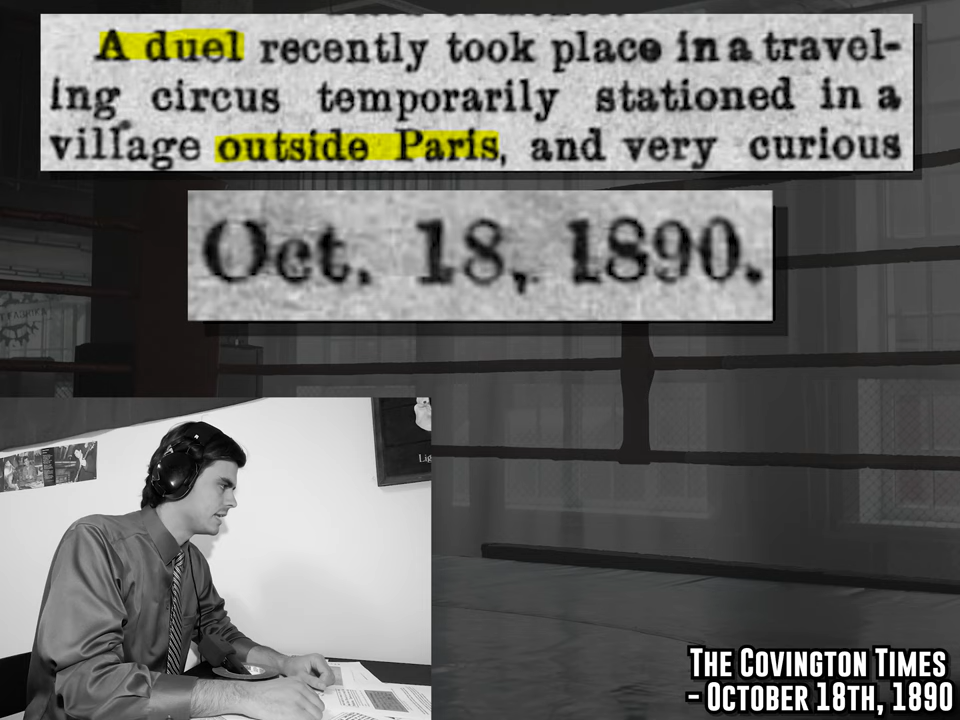 A duel recently took place in a travel-
ing circus temporarily stationed in a
village outside Paris, and very curious
Oct. 18, 1890.
Lig
THE COVINGTON TIMES
- OCTOBER 18TH, 1890